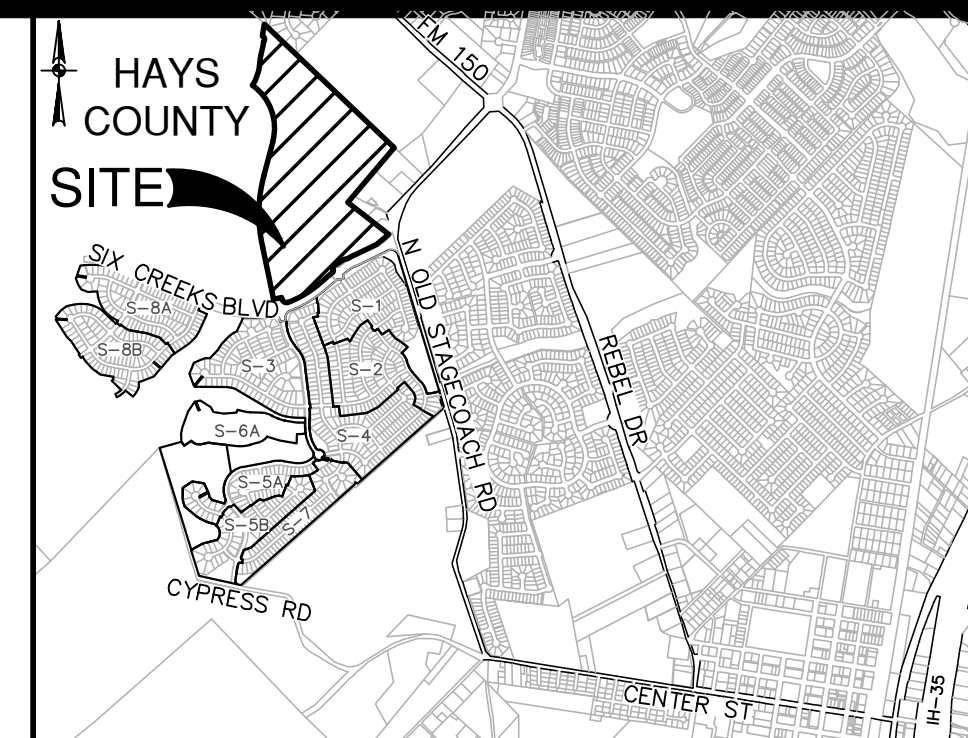 HAYS
COUNTY
SITE
FM 150
SIX CREEKS BLVD
S-8A
S-8B
S-1
S-3
S-2
N OLD STAGECOACH RD
REBEL DR
S-6A
S-4
S-5A
S-5B
S-7
CYPRESS RD
CENTER ST
IH-35